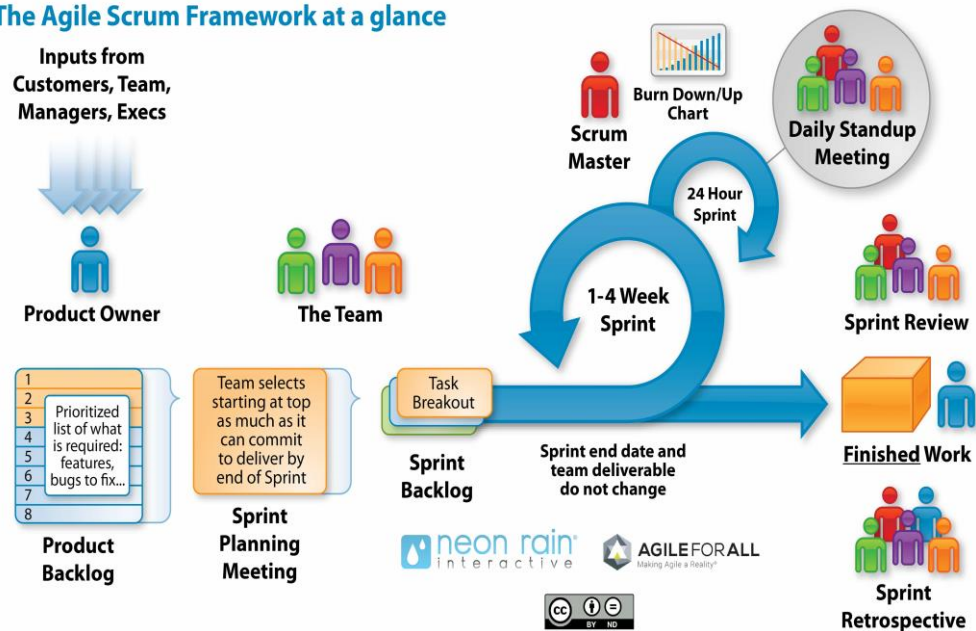 The Agile Scrum Framework at a glance
Inputs from
Customers, Team,
Managers, Execs
Product Owner
The Team
Scrum
Master
Burn Down/Up
Chart
Daily Standup
Meeting
24 Hour
Sprint
1-4 Week
Sprint
Sprint Review
1
2
3
4
5
6
7
8
Prioritized
list of what
is required:
features,
bugs to fix...
Product
Backlog
Team selects
starting at top
as much as it
can commit
to deliver by
end of Sprint
Sprint
Planning
Meeting
Task
Breakout
Sprint
Backlog
Sprint end date and
team deliverable
do not change
Finished Work
Sprint
Retrospective
neon rain®
interactive
AGILEFORALL
Making Agile a Reality®
cc
BY ND